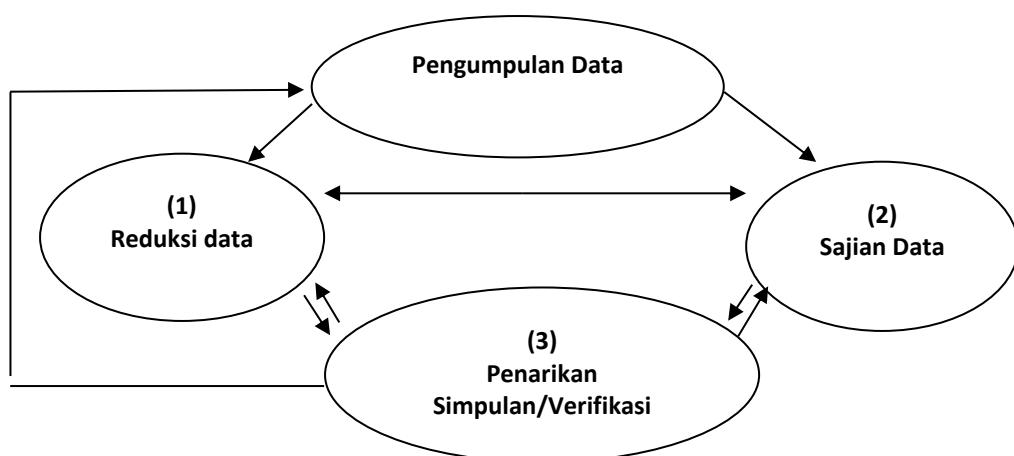 Pengumpulan Data
(1)
Reduksi data
(2)
Sajian Data
(3)
Penarikan
Simpulan/Verifikasi